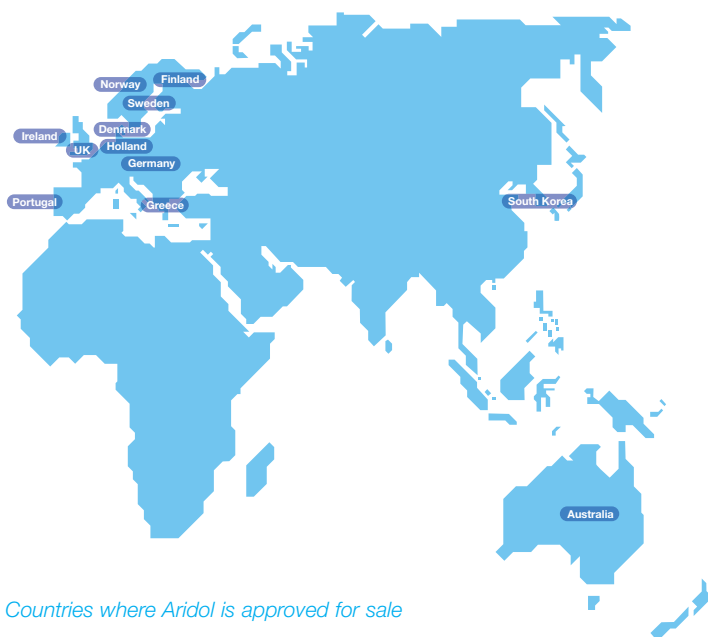 Norway
Finland
Sweden
Denmark
Ireland
UK
Holland
Germany
Portugal
Greece
South Korea
Australia
Countries where Aridol is approved for sale